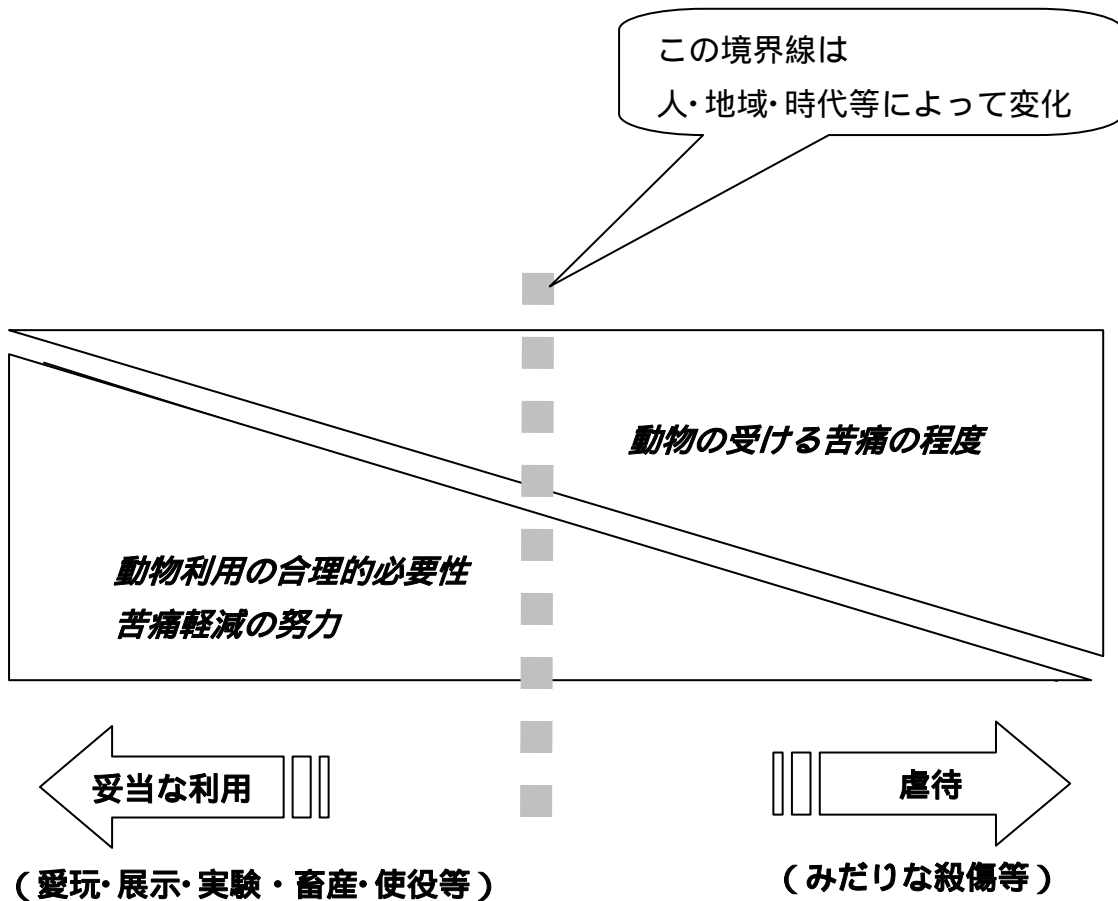 この境界線は
人・地域・時代等によって変化
動物の受ける苦痛の程度
動物利用の合理的必要性
苦痛軽減の努力
妥当な利用
虐待
（愛玩・展示・実験・畜産・使役等）
（みだりな殺傷等）